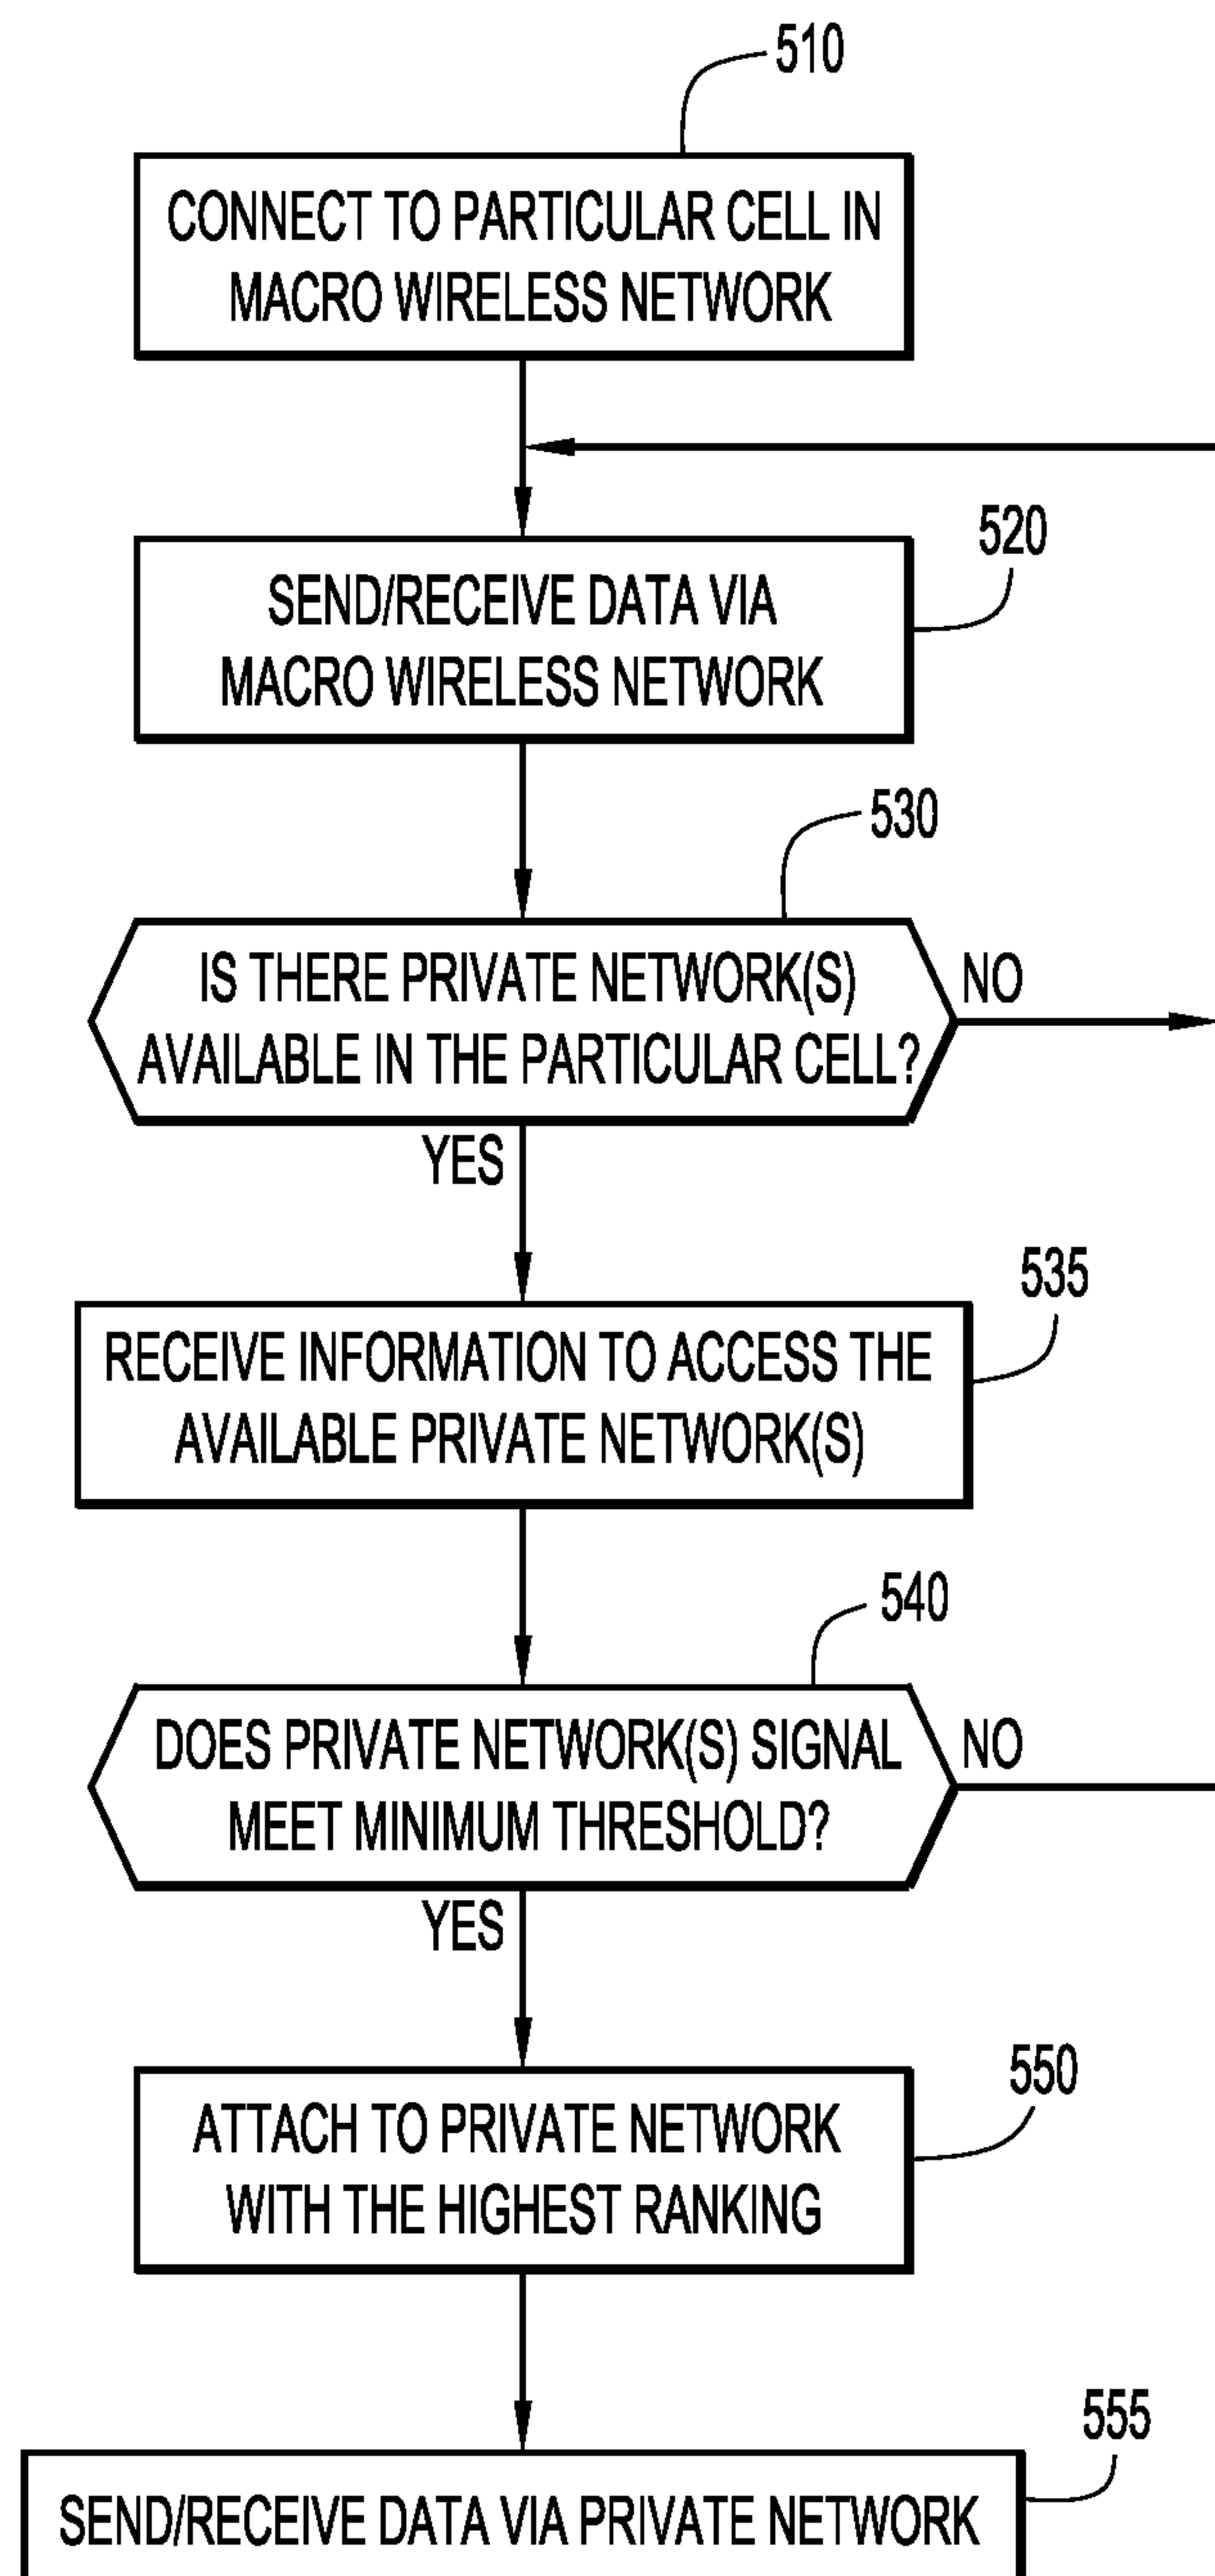 510
CONNECT TO PARTICULAR CELL IN
MACRO WIRELESS NETWORK
520
SEND/RECEIVE DATA VIA
MACRO WIRELESS NETWORK
530
IS THERE PRIVATE NETWORK(S)
AVAILABLE IN THE PARTICULAR CELL?
NO
YES
535
RECEIVE INFORMATION TO ACCESS THE
AVAILABLE PRIVATE NETWORK(S)
540
DOES PRIVATE NETWORK(S) SIGNAL
MEET MINIMUM THRESHOLD?
NO
YES
550
ATTACH TO PRIVATE NETWORK
WITH THE HIGHEST RANKING
555
SEND/RECEIVE DATA VIA PRIVATE NETWORK